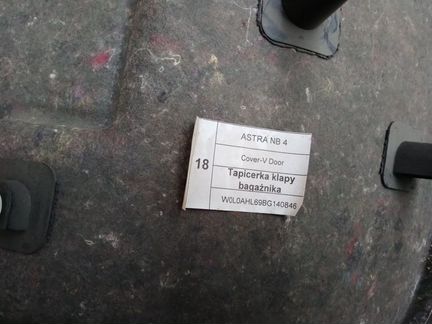 18
ASTRA NB 4
Cover-V Door
Tapicerka klapy
bagażnika
W0L0AHL69BG140846